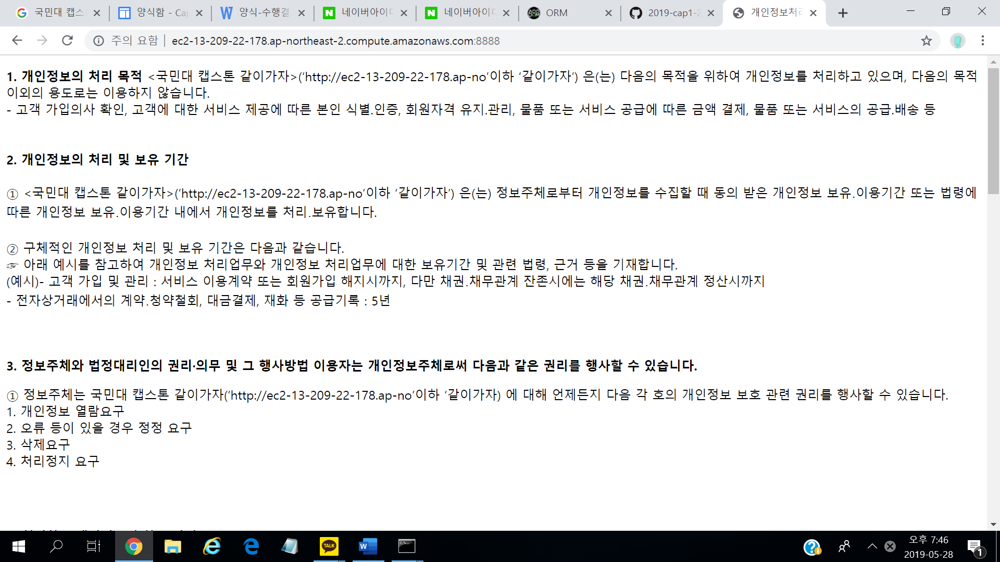 국민대 캡스
양식함 - Cap
양식-수행결
네이버아이디
네이버아이디
ORM
2019-cap1-2
개인정보처리
주의 요함 | ec2-13-209-22-178.ap-northeast-2.compute.amazonaws.com:8888
1. 개인정보의 처리 목적 <국민대 캡스톤 같이가자>(‘http://ec2-13-209-22-178.ap-no’이하 ‘같이가자’) 은(는) 다음의 목적을 위하여 개인정보를 처리하고 있으며, 다음의 목적
이외의 용도로는 이용하지 않습니다.
- 고객 가입의사 확인, 고객에 대한 서비스 제공에 따른 본인 식별.인증, 회원자격 유지.관리, 물품 또는 서비스 공급에 따른 금액 결제, 물품 또는 서비스의 공급.배송 등
2. 개인정보의 처리 및 보유 기간
① <국민대 캡스톤 같이가자>(‘http://ec2-13-209-22-178.ap-no’이하 ‘같이가자’) 은(는) 정보주체로부터 개인정보를 수집할 때 동의 받은 개인정보 보유.이용기간 또는 법령에
따른 개인정보 보유.이용기간 내에서 개인정보를 처리.보유합니다.
② 구체적인 개인정보 처리 및 보유 기간은 다음과 같습니다.
☞ 아래 예시를 참고하여 개인정보 처리업무와 개인정보 처리업무에 대한 보유기간 및 관련 법령, 근거 등을 기재합니다.
(예시)- 고객 가입 및 관리 : 서비스 이용계약 또는 회원가입 해지시까지, 다만 채권.채무관계 잔존시에는 해당 채권.채무관계 정산시까지
- 전자상거래에서의 계약.청약철회, 대금결제, 재화 등 공급기록 : 5년
3. 정보주체와 법정대리인의 권리·의무 및 그 행사방법 이용자는 개인정보주체로써 다음과 같은 권리를 행사할 수 있습니다.
① 정보주체는 국민대 캡스톤 같이가자(‘http://ec2-13-209-22-178.ap-no’이하 ‘같이가자) 에 대해 언제든지 다음 각 호의 개인정보 보호 관련 권리를 행사할 수 있습니다.
1. 개인정보 열람요구
2. 오류 등이 있을 경우 정정 요구
3. 삭제요구
4. 처리정지 요구
TALK
오후 7:46
2019-05-28
1